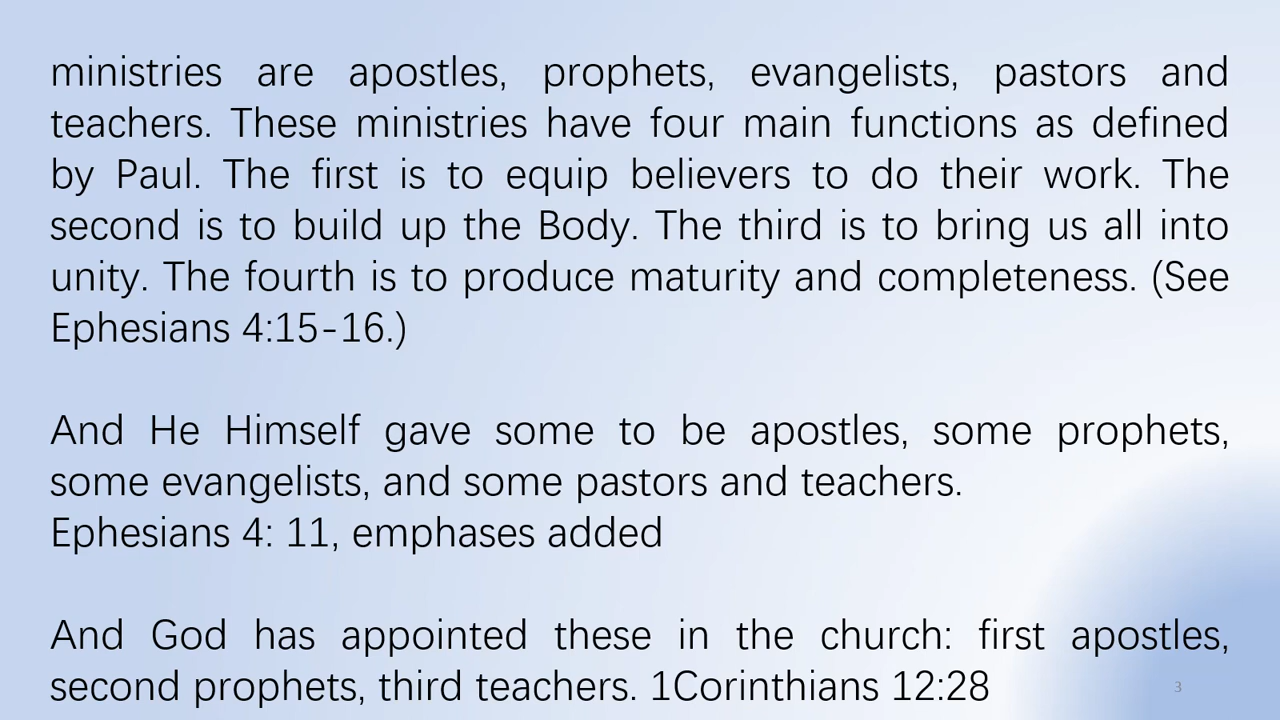 ministries are apostles, prophets, evangelists, pastors and
teachers. These ministries have four main functions as defined
by Paul. The first is to equip believers to do their work. The
second is to build up the Body. The third is to bring us all into
unity. The fourth is to produce maturity and completeness. (See
Ephesians 4:15-16.)
And He Himself gave some to be apostles, some prophets,
some evangelists, and some pastors and teachers.
Ephesians 4: 11, emphases added
And God has appointed these in the church: first apostles,
second prophets, third teachers. 1Corinthians 12:28
3